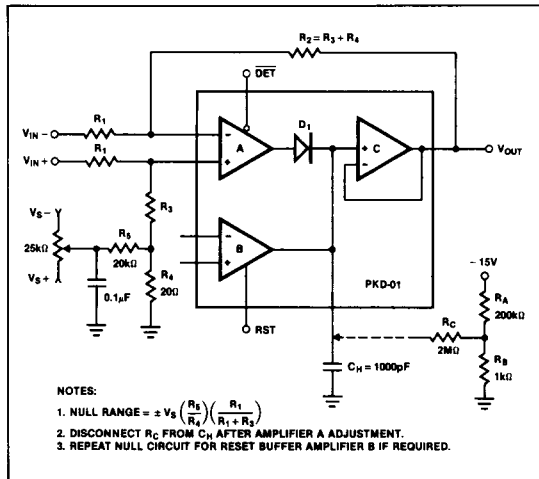 R2 = R3 + R4
DET
R1
VIN−
VIN+
R1
−
+
A
D1
+
−
C
VOUT
R3
VS−
25kΩ
VS+
R5
20kΩ
0.1μF
R4
20Ω
−
+
B
PKD-01
RST
− 15V
RA
200kΩ
RC
2MΩ
RB
1kΩ
CH = 1000pF
NOTES:
1. NULL RANGE = ± VS (R5/R4) (R1/R1 + R3)
2. DISCONNECT RC FROM CH AFTER AMPLIFIER A ADJUSTMENT.
3. REPEAT NULL CIRCUIT FOR RESET BUFFER AMPLIFIER B IF REQUIRED.